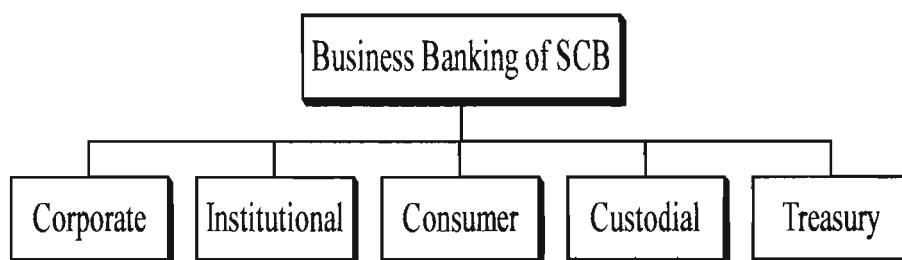 Business Banking of SCB
Corporate
Institutional
Consumer
Custodial
Treasury